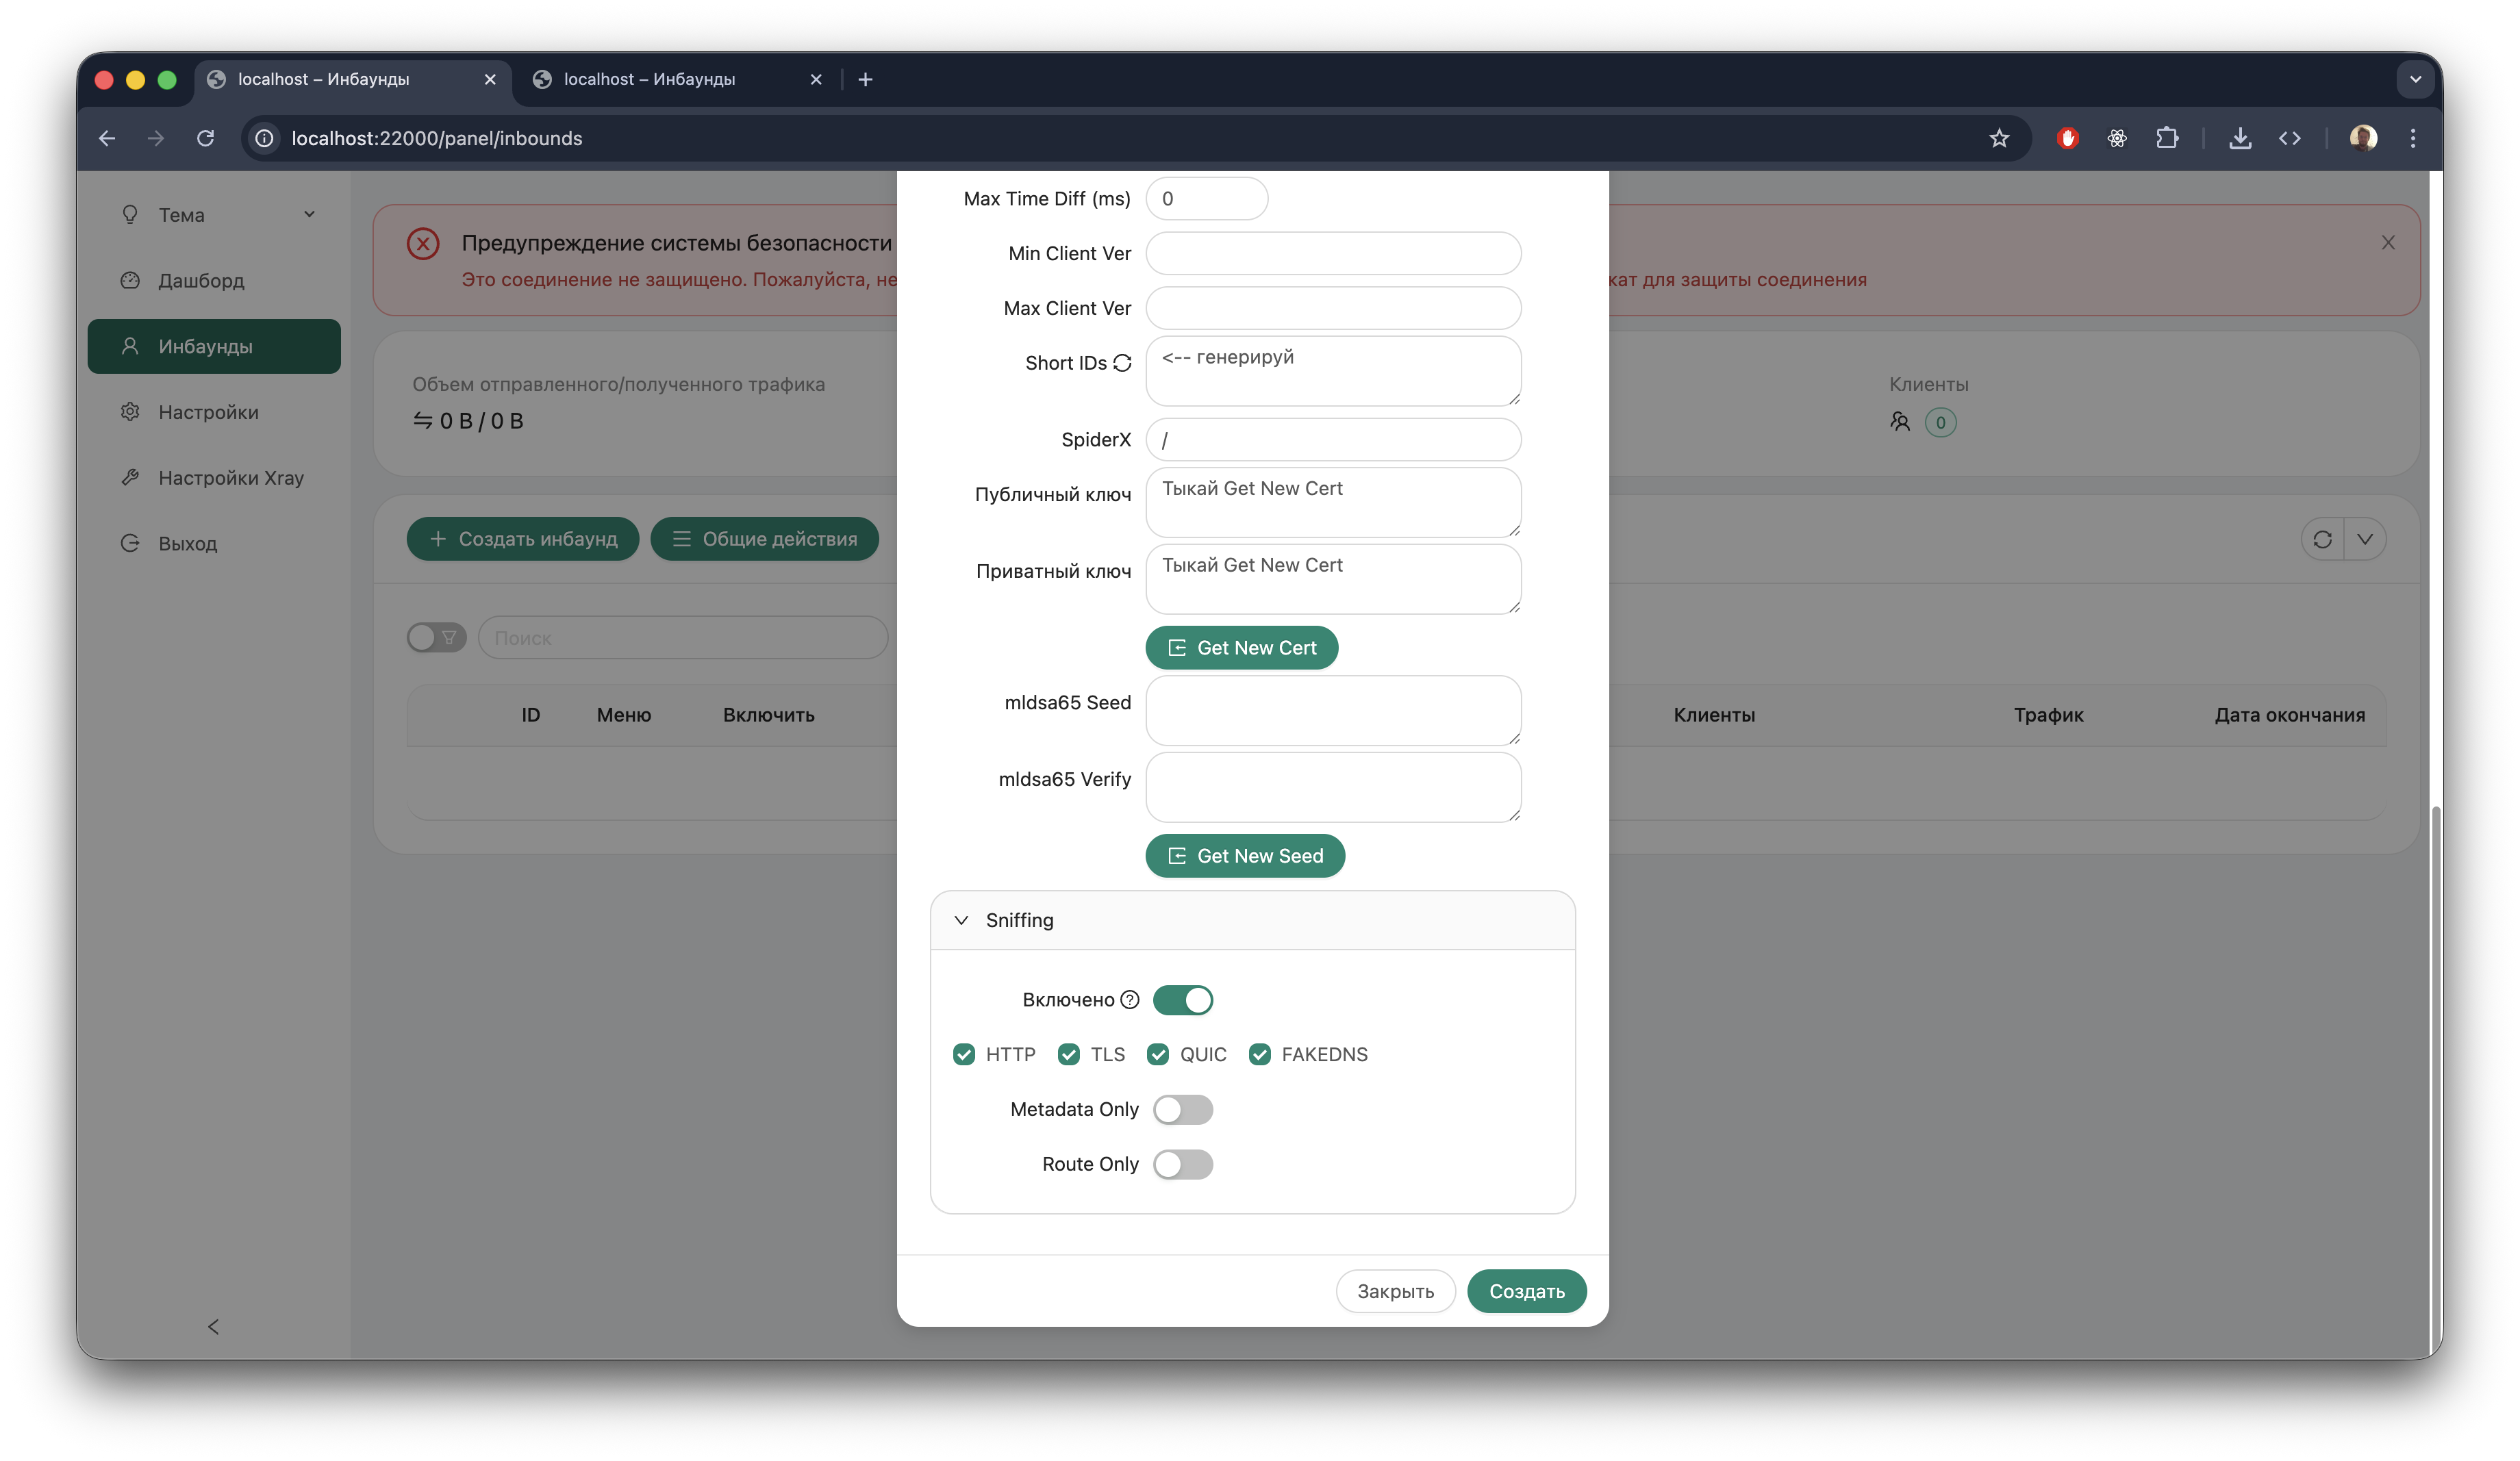 localhost – Инбаунды
localhost – Инбаунды
localhost:22000/panel/inbounds
Тема
Дашборд
Инбаунды
Настройки
Настройки Xray
Выход
Предупреждение системы безопасности
Это соединение не защищено. Пожалуйста, не
кат для защиты соединения
Объем отправленного/полученного трафика
0 B / 0 B
Клиенты
0
Создать инбаунд
Общие действия
Поиск
ID Меню Включить Клиенты Трафик Дата окончания
Max Time Diff (ms) 0
Min Client Ver
Max Client Ver
Short IDs <-- генерируй
SpiderX /
Публичный ключ Тыкай Get New Cert
Приватный ключ Тыкай Get New Cert
Get New Cert
mldsa65 Seed
mldsa65 Verify
Get New Seed
Sniffing
Включено
HTTP TLS QUIC FAKEDNS
Metadata Only
Route Only
Закрыть Создать